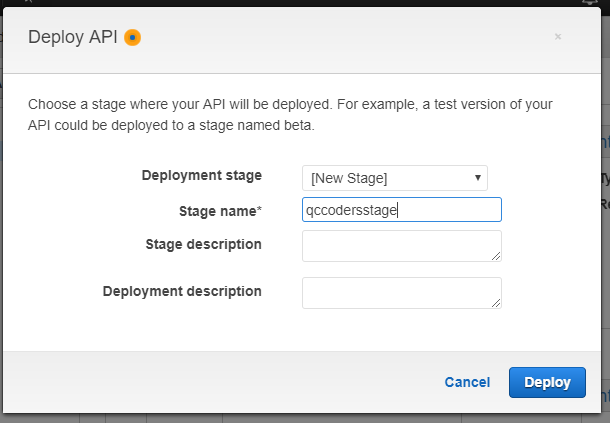 Deploy API
Choose a stage where your API will be deployed. For example, a test version of your
API could be deployed to a stage named beta.
Deployment stage [New Stage]
Stage name* qccodersstage
Stage description
Deployment description
Cancel Deploy